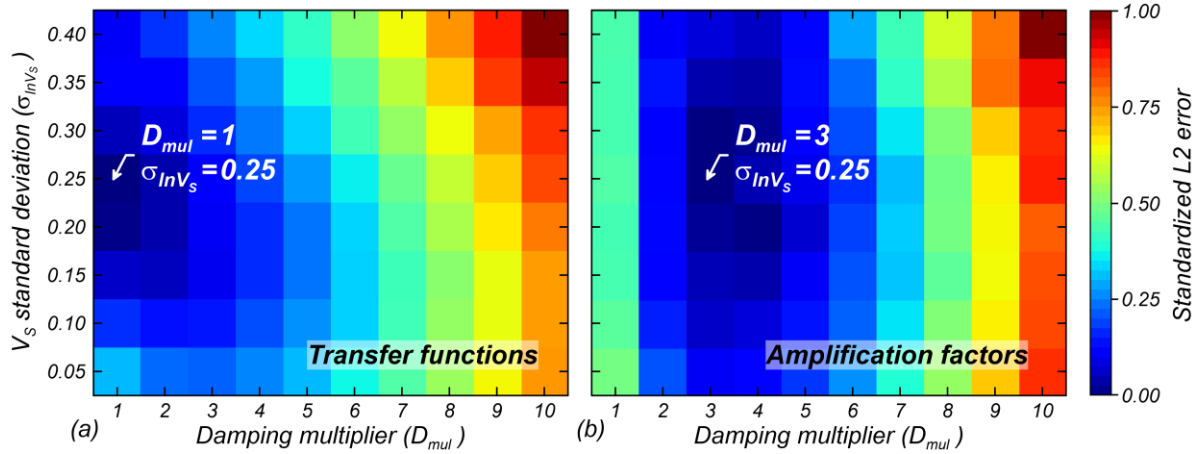 V_S standard deviation (σ_lnV_S)
0.40
0.35
0.30
0.25
0.20
0.15
0.10
0.05
D_mul = 1
σ_lnV_S = 0.25
Transfer functions
1 2 3 4 5 6 7 8 9 10
(a)
Damping multiplier (D_mul )
D_mul = 3
σ_lnV_S = 0.25
Amplification factors
1 2 3 4 5 6 7 8 9 10
(b)
Damping multiplier (D_mul )
1.00
0.75
0.50
0.25
0.00
Standardized L2 error